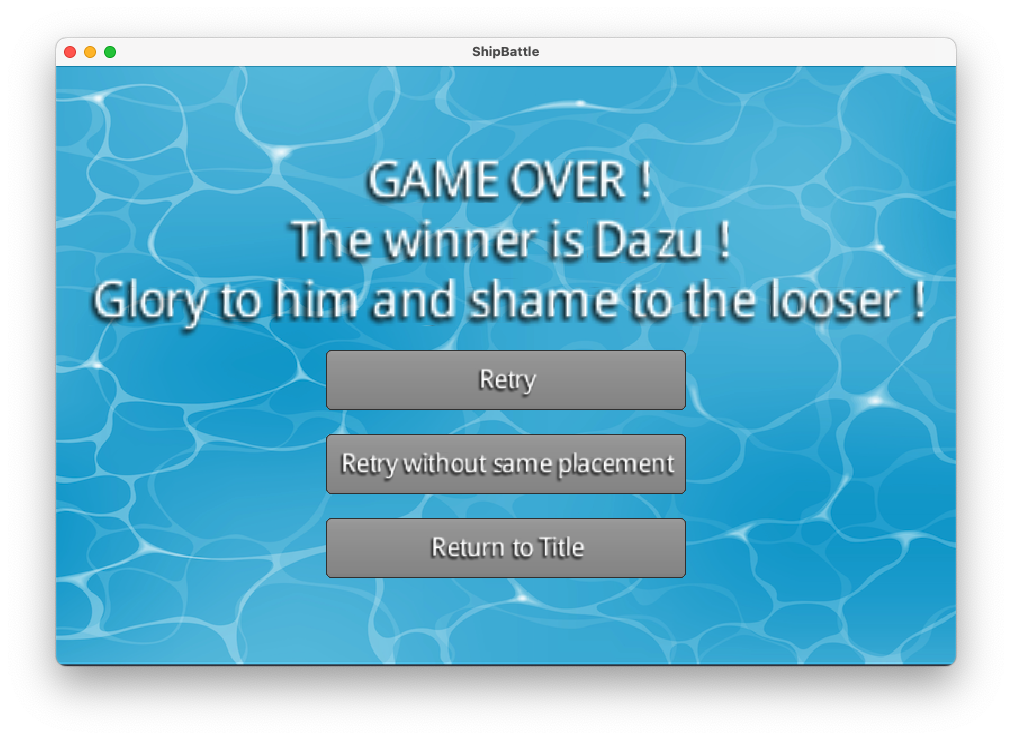 ShipBattle
GAME OVER !
The winner is Dazu !
Glory to him and shame to the looser !
Retry
Retry without same placement
Return to Title